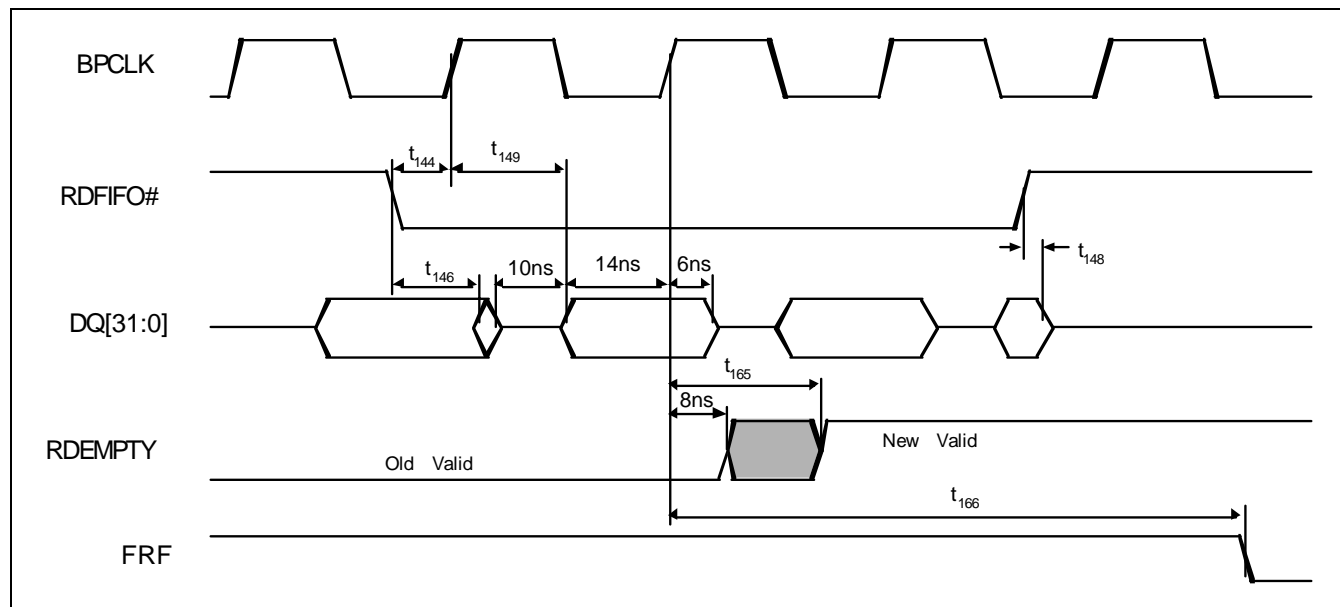 BPCLK
t144 t149
RDFIFO#
t148
t146 10ns 14ns 6ns
DQ[31:0]
t165
8ns
RDEMPTY
Old Valid
New Valid
t166
FRF